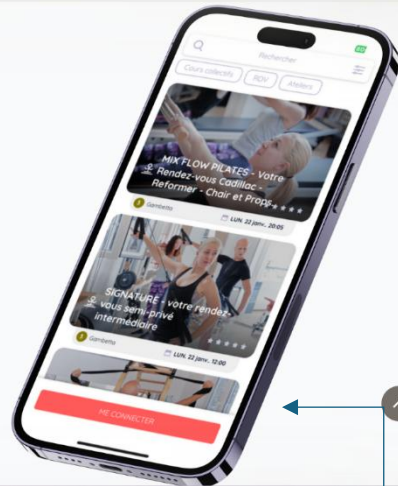 80
Rechercher
Cours collectifs
RDV
Ateliers
MIX FLOW PILATES - Votre
Rendez-vous Cadillac -
Reformer - Chair et Props
Gambetta
LUN. 22 janv., 20:05
SIGNATURE - votre rendez-
vous semi-privé
intermédiaire
Gambetta
LUN. 22 janv., 12:00
ME CONNECTER